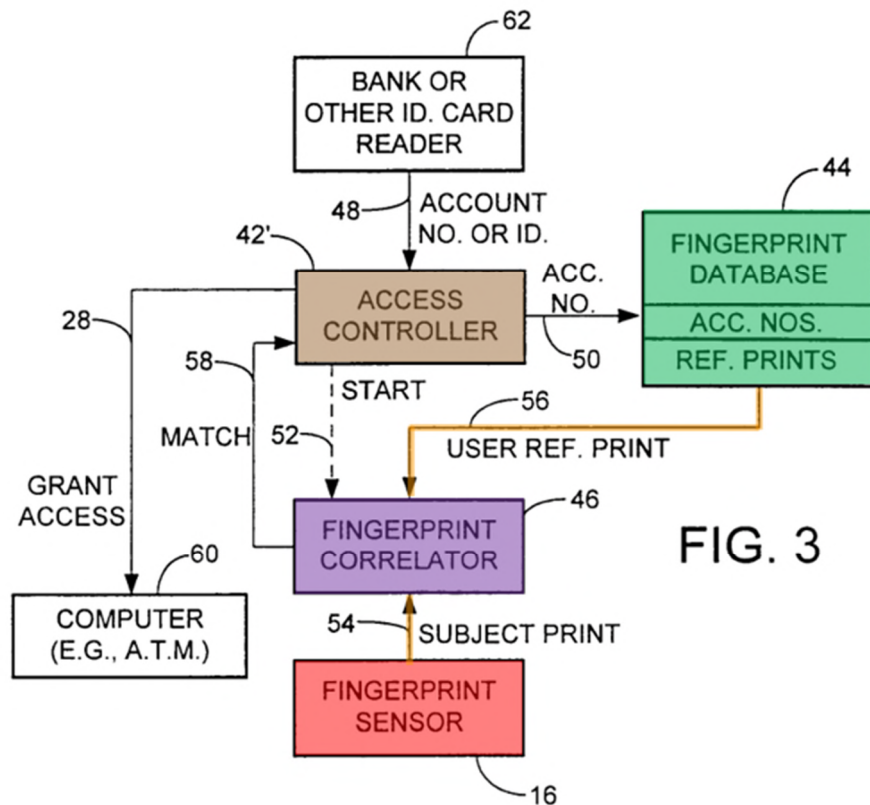 62
BANK OR
OTHER ID. CARD
READER
48
ACCOUNT
NO. OR ID.
44
42'
FINGERPRINT
DATABASE
ACC. NOS.
REF. PRINTS
ACCESS
CONTROLLER
ACC.
NO.
50
28
58
START
MATCH
52
56
USER REF. PRINT
GRANT
ACCESS
46
FINGERPRINT
CORRELATOR
FIG. 3
60
COMPUTER
(E.G., A.T.M.)
54
SUBJECT PRINT
FINGERPRINT
SENSOR
16